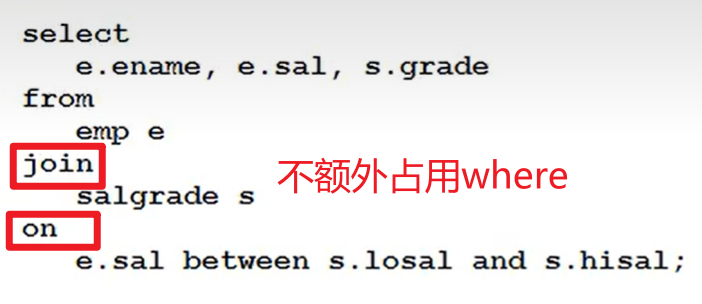 select
e.ename, e.sal, s.grade
from
emp e
join
salgrade s
on
e.sal between s.losal and s.hisal;
不额外占用where